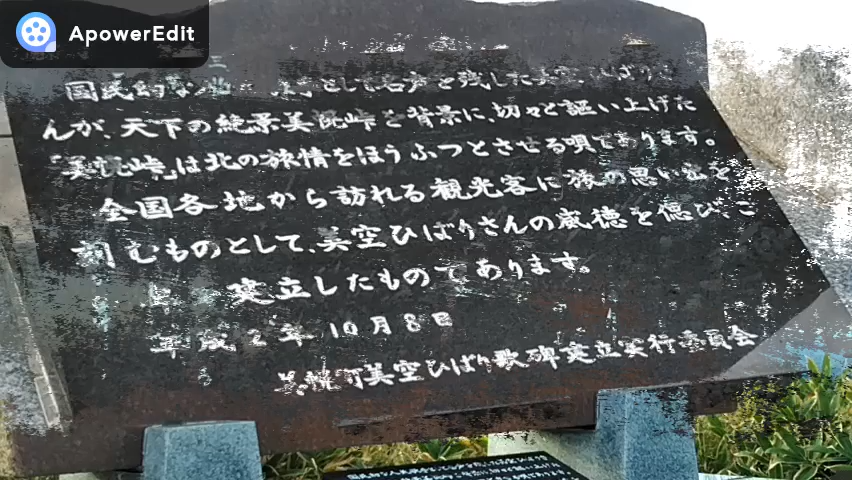 ApowerEdit
国民的 として名声を残した ひばりさ
んが、天下の絶景美幌峠を背景に、切々と謳い上げた
「美幌峠」は北の旅情をほうふつとさせる唄であります。
全国各地から訪れる観光客に旅の思い出を
刻むものとして、美空ひばりさんの威徳を偲び、こ
建立したものであります。
平成2年10月8日
美幌町美空ひばり歌碑建立実行委員会